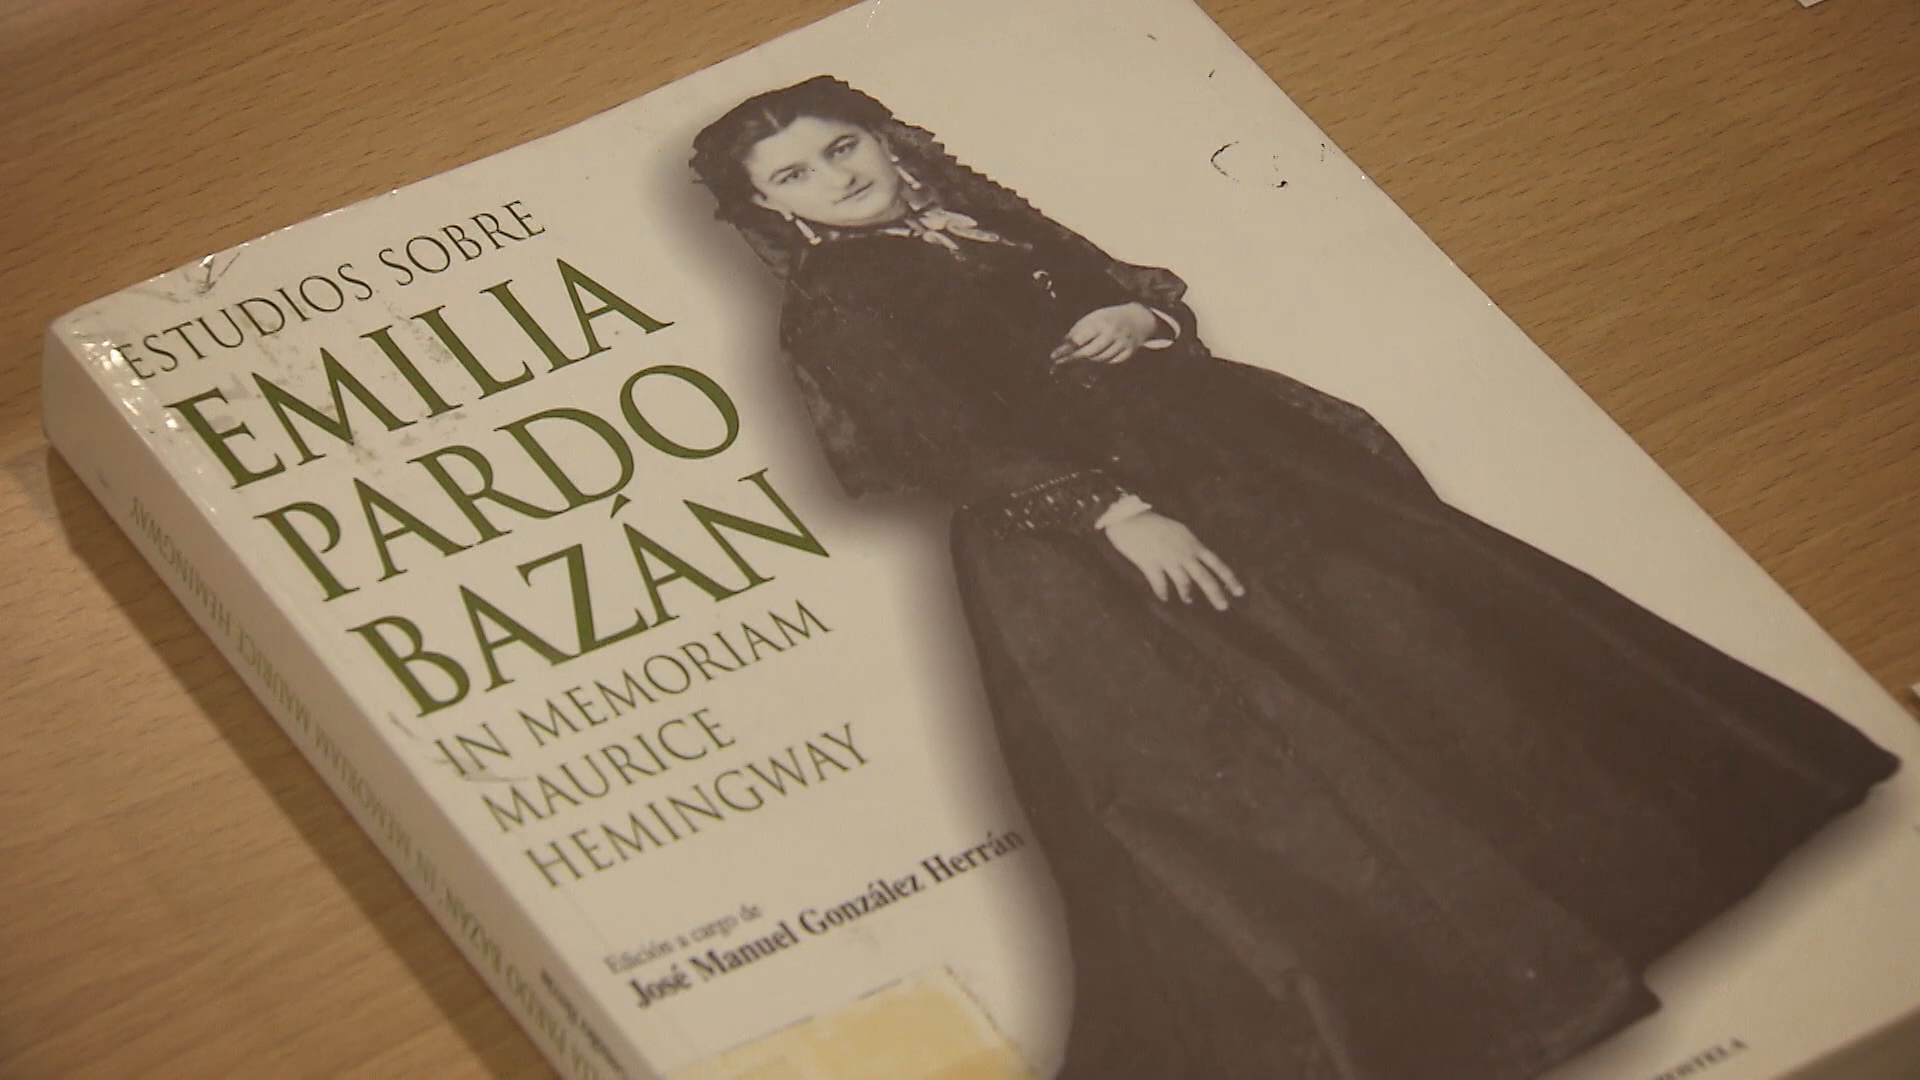 ESTUDIOS SOBRE
EMILIA
PARDO
BAZÁN
IN MEMORIAM
MAURICE
HEMINGWAY
Edición a cargo de
José Manuel González Herrán
PARDO BAZÁN. IN MEMORIAM MAURICE HEMINGWAY